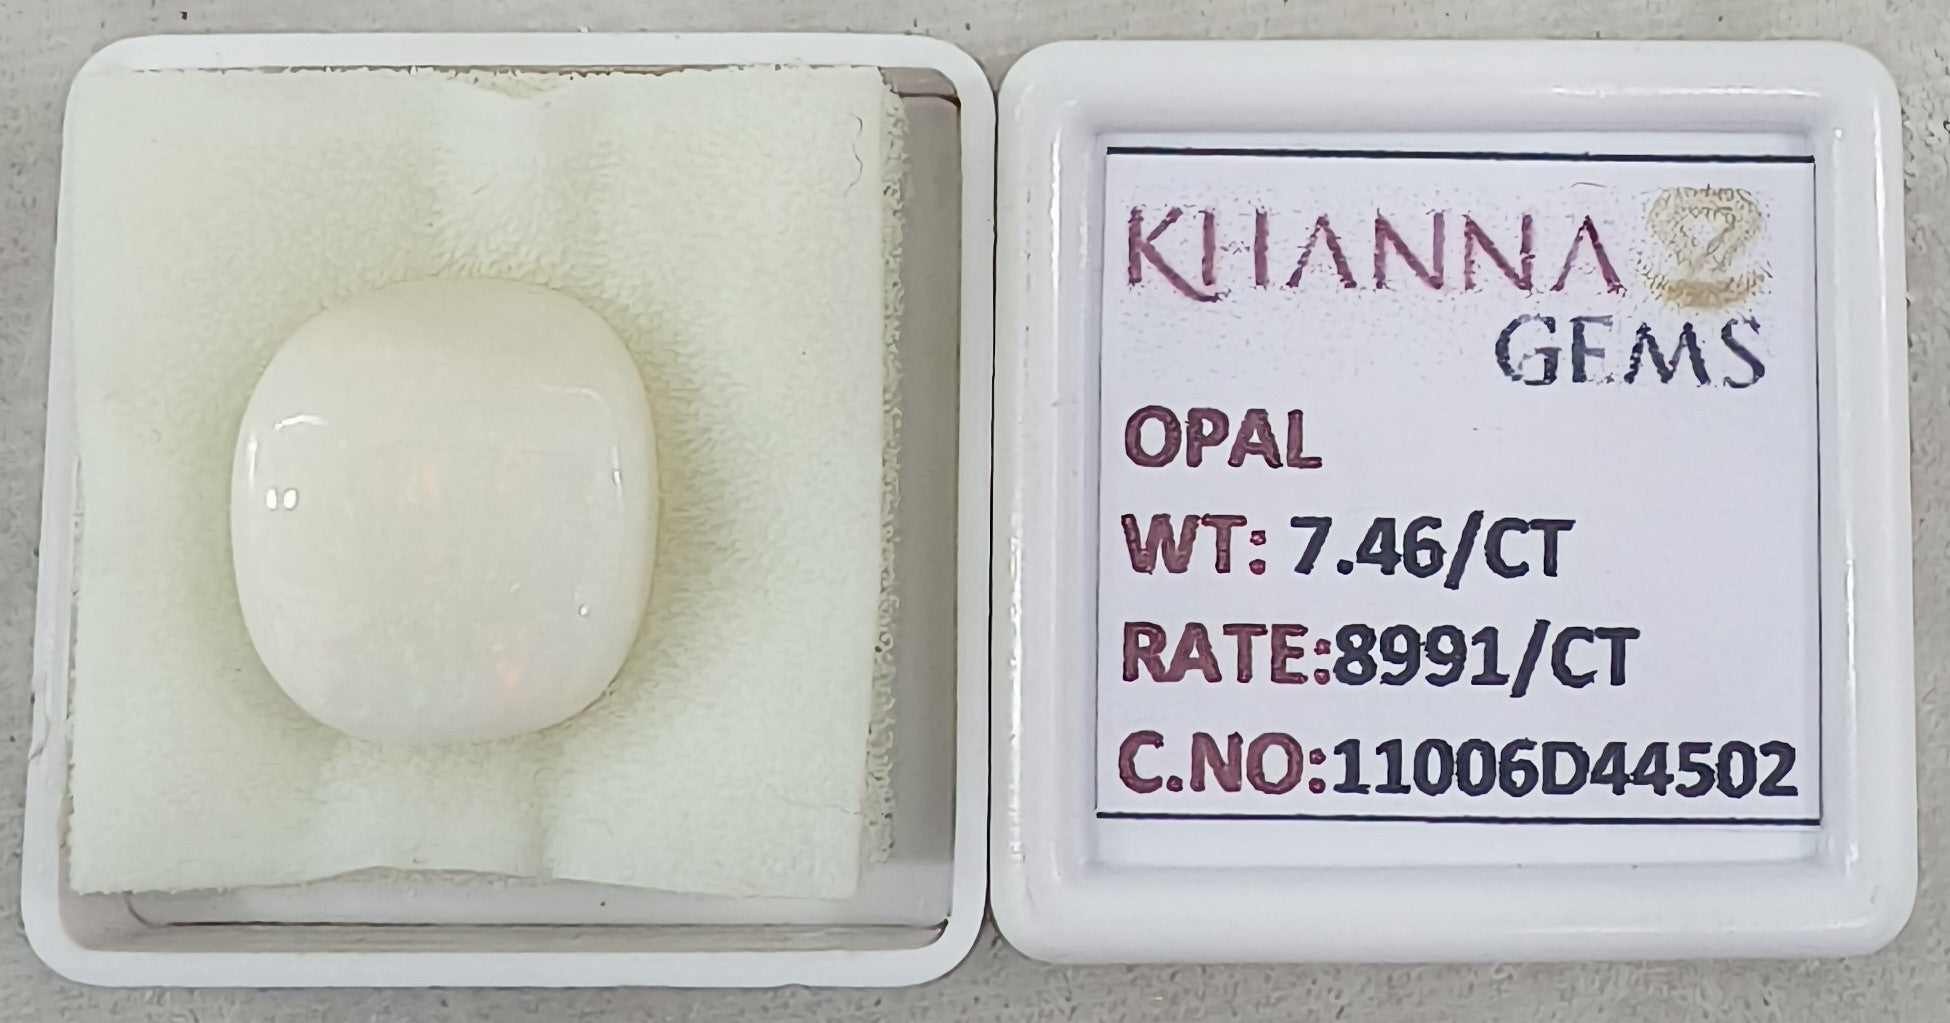 KHANNA
GEMS
OPAL
WT: 7.46/CT
RATE:8991/CT
C.NO:11006D44502